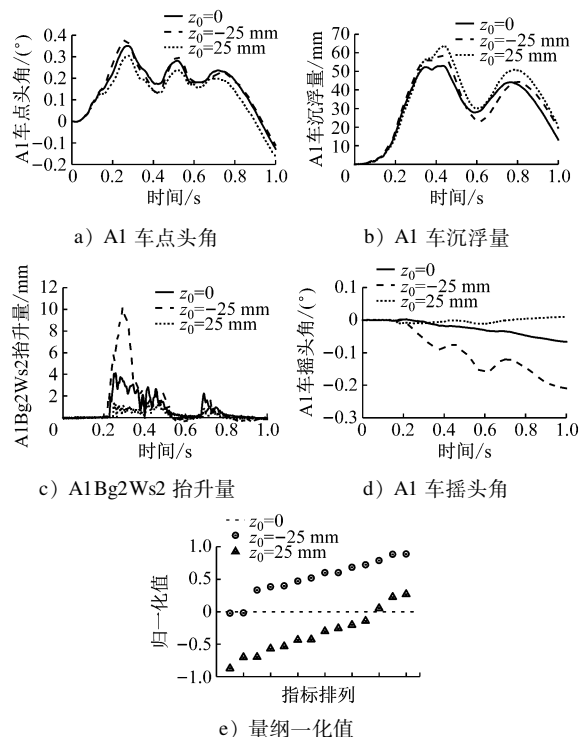 z0=0
z0=−25 mm
z0=25 mm
A1车点头角/(°)
0.4
0.3
0.2
0.1
0
−0.1
−0.2
0 0.2 0.4 0.6 0.8 1.0
时间/s
a) A1 车点头角
z0=0
z0=−25 mm
z0=25 mm
A1车沉浮量/mm
70
60
50
40
30
20
10
0 0.2 0.4 0.6 0.8 1.0
时间/s
b) A1 车沉浮量
z0=0
z0=−25 mm
z0=25 mm
A1Bg2Ws2抬升量/mm
12
10
8
6
4
2
0 0.2 0.4 0.6 0.8 1.0
时间/s
c) A1Bg2Ws2 抬升量
z0=0
z0=−25 mm
z0=25 mm
A1车摇头角/(°)
0
−0.1
−0.2
−0.3
0 0.2 0.4 0.6 0.8 1.0
时间/s
d) A1 车摇头角
z0=0
z0=−25 mm
z0=25 mm
归一化值
1.0
0.5
0
−0.5
−1.0
指标排列
e) 量纲一化值